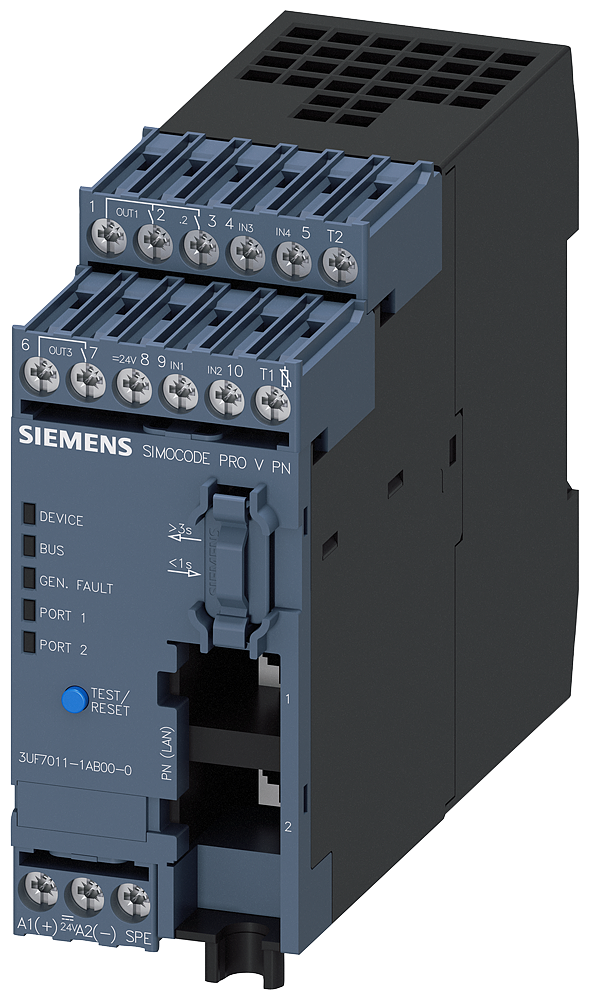 1 OUT1 2 .2 3 4 IN3 IN4 5 T2
6 OUT3 7 =24V 8 9 IN1 IN2 10 T1
SIEMENS SIMOCODE PRO V PN
DEVICE
BUS
GEN. FAULT
PORT 1
PORT 2
>3s
<1s
SIEMENS
TEST/
RESET
3UF7011-1AB00-0
PN (LAN)
1
2
A1(+) 24V A2(-) SPE